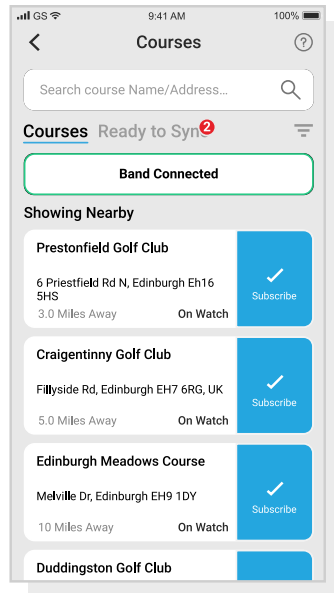 GS 9:41 AM 100%
Courses ?
Search course Name/Address...
Courses Ready to Sync 2
Band Connected
Showing Nearby
Prestonfield Golf Club
6 Priestfield Rd N, Edinburgh Eh16
5HS
3.0 Miles Away On Watch
Subscribe
Craigentinny Golf Club
Fillyside Rd, Edinburgh EH7 6RG, UK
5.0 Miles Away On Watch
Subscribe
Edinburgh Meadows Course
Melville Dr, Edinburgh EH9 1DY
10 Miles Away On Watch
Subscribe
Duddingston Golf Club